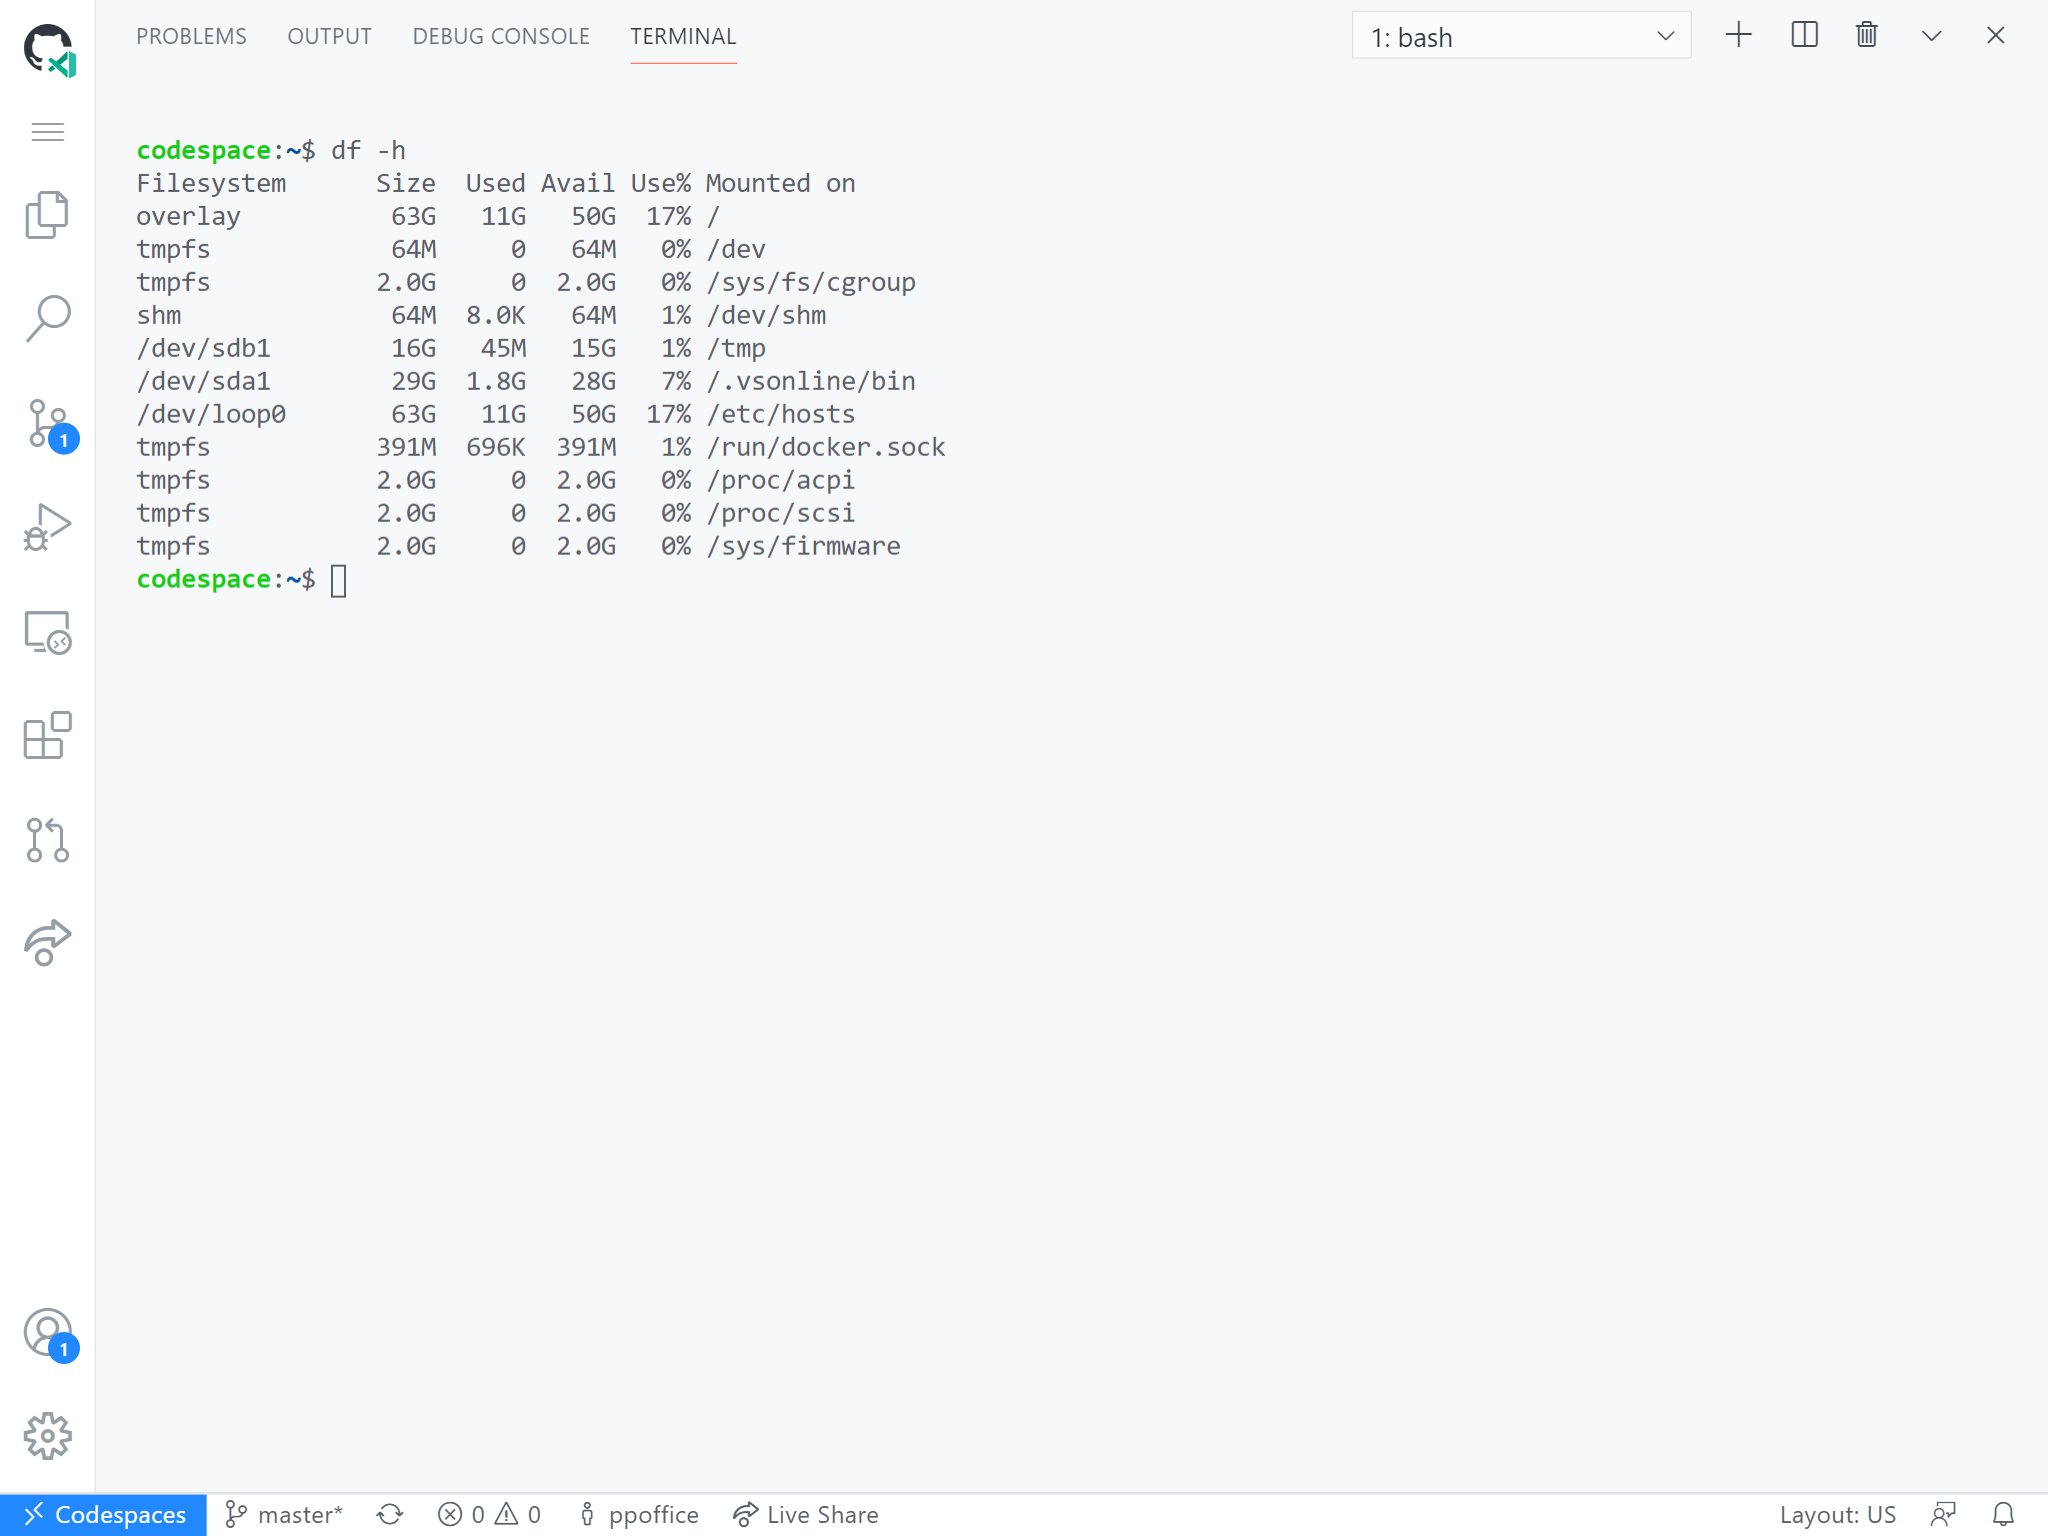 PROBLEMS OUTPUT DEBUG CONSOLE TERMINAL 1: bash
codespace:~$ df -h
Filesystem      Size  Used Avail Use% Mounted on
overlay          63G   11G   50G  17% /
tmpfs            64M     0   64M   0% /dev
tmpfs           2.0G     0  2.0G   0% /sys/fs/cgroup
shm              64M  8.0K   64M   1% /dev/shm
/dev/sdb1        16G   45M   15G   1% /tmp
/dev/sda1        29G  1.8G   28G   7% /.vsonline/bin
/dev/loop0       63G   11G   50G  17% /etc/hosts
tmpfs           391M  696K  391M   1% /run/docker.sock
tmpfs           2.0G     0  2.0G   0% /proc/acpi
tmpfs           2.0G     0  2.0G   0% /proc/scsi
tmpfs           2.0G     0  2.0G   0% /sys/firmware
codespace:~$
1
1
Codespaces master* 0 0 ppoffice Live Share Layout: US